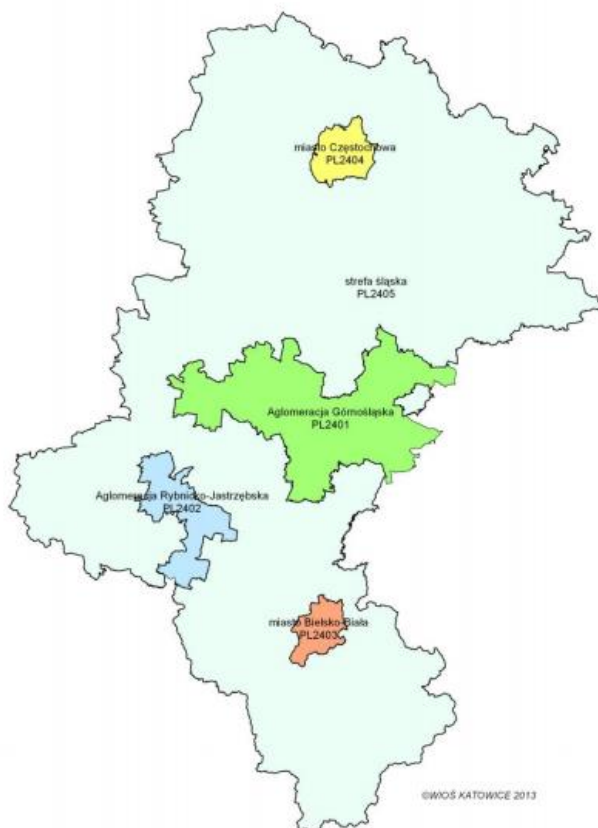 miasto Częstochowa
PL2404
strefa śląska
PL2405
Aglomeracja Górnośląska
PL2401
Aglomeracja Rybnicko-Jastrzębska
PL2402
miasto Bielsko-Biała
PL2403
©WIOŚ KATOWICE 2013